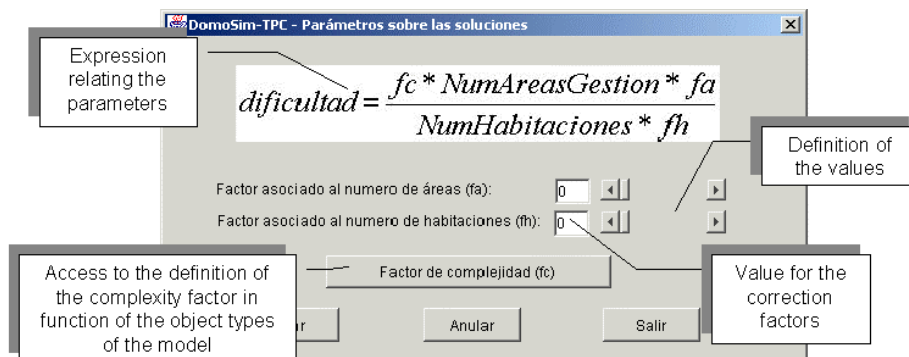 DomoSim-TPC - Parámetros sobre las soluciones
Expression
relating the
parameters
dificultad = fc * NumAreasGestion * fa
NumHabitaciones * fh
Definition of
the values
Factor asociado al numero de áreas (fa):
0
Factor asociado al numero de habitaciones (fh):
0
Factor de complejidad (fc)
Access to the definition of
the complexity factor in
function of the object types
of the model
Value for the
correction
factors
Anular
Salir